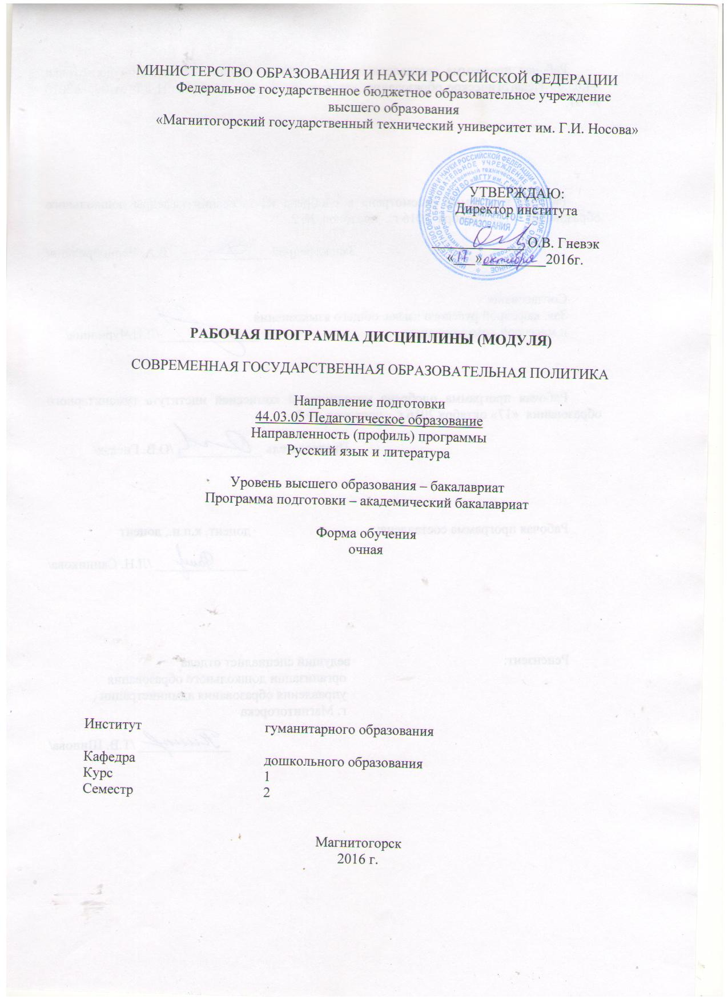 МИНИСТЕРСТВО ОБРАЗОВАНИЯ И НАУКИ РОССИЙСКОЙ ФЕДЕРАЦИИ
Федеральное государственное бюджетное образовательное учреждение
высшего образования
«Магнитогорский государственный технический университет им. Г.И. Носова»
УТВЕРЖДАЮ:
Директор института
О.В. Гневэк
«17» октября 2016г.
ИНСТИТУТ
ГУМАНИТАРНОГО
ОБРАЗОВАНИЯ
РАБОЧАЯ ПРОГРАММА ДИСЦИПЛИНЫ (МОДУЛЯ)
СОВРЕМЕННАЯ ГОСУДАРСТВЕННАЯ ОБРАЗОВАТЕЛЬНАЯ ПОЛИТИКА
Направление подготовки
44.03.05 Педагогическое образование
Направленность (профиль) программы
Русский язык и литература
Уровень высшего образования – бакалавриат
Программа подготовки – академический бакалавриат
Форма обучения
очная
Институт гуманитарного образования
Кафедра дошкольного образования
Курс 1
Семестр 2
Магнитогорск
2016 г.